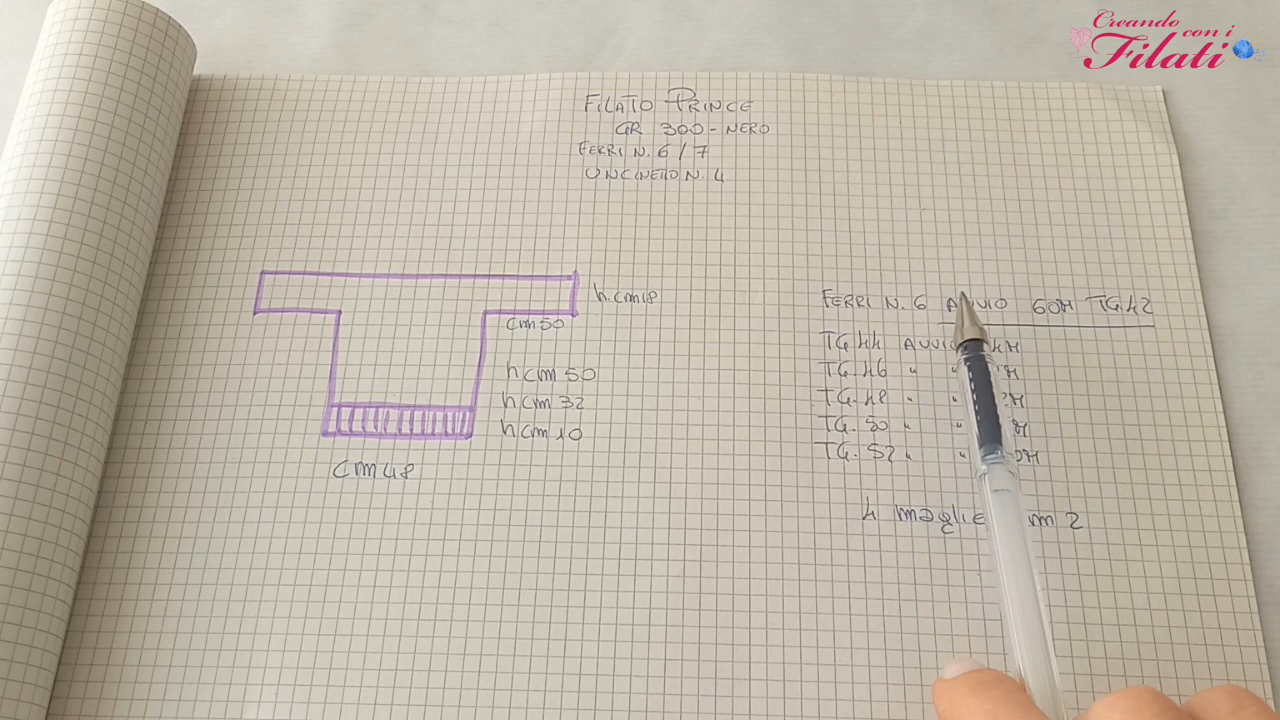 Creando
con i
Filati
FILATO PRINCE
GR 300 - NERO
FERRI N. 6/7
UNCINETTO N. 4
h. cm 18
cm 50
h cm 50
h cm 32
h cm 10
cm 48
FERRI N. 6 AVVIO 60M TG. 42
TG. 44 AVVIO
TG. 46 " "
TG. 48 " "
TG. 50 " "
TG. 52 " "
4 maglie cm 2